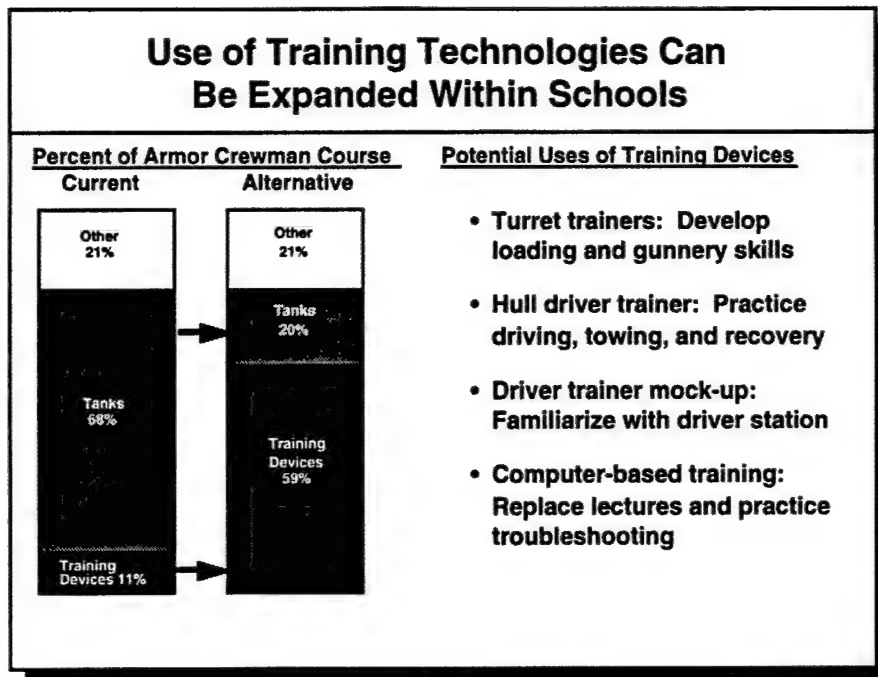 Use of Training Technologies Can
Be Expanded Within Schools
Percent of Armor Crewman Course
Current
Alternative
Other
21%
Tanks
68%
Training
Devices 11%
Other
21%
Tanks
20%
Training
Devices
59%
Potential Uses of Training Devices
• Turret trainers: Develop
loading and gunnery skills
• Hull driver trainer: Practice
driving, towing, and recovery
• Driver trainer mock-up:
Familiarize with driver station
• Computer-based training:
Replace lectures and practice
troubleshooting